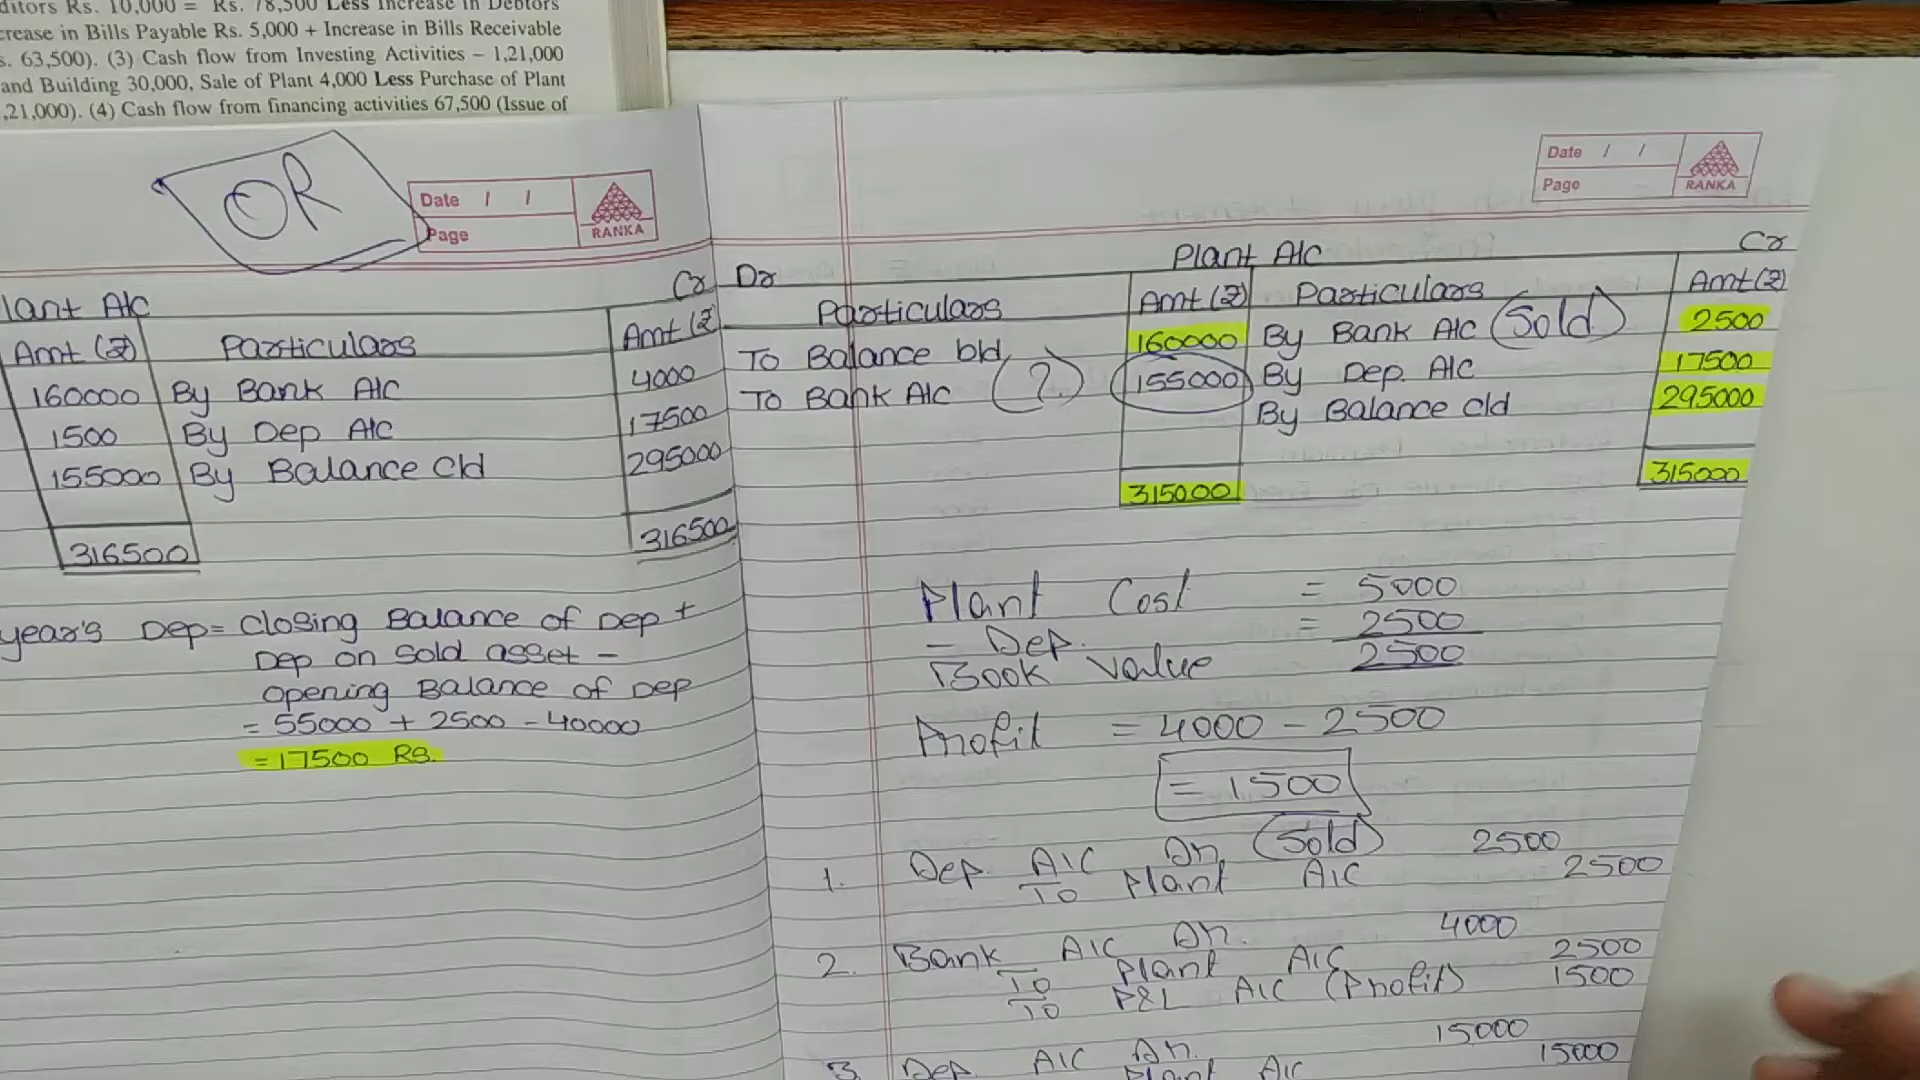 ditors Rs. 10,000 = Rs. 78,500 Less Increase in Debtors
crease in Bills Payable Rs. 5,000 + Increase in Bills Receivable
s. 63,500). (3) Cash flow from Investing Activities – 1,21,000
and Building 30,000, Sale of Plant 4,000 Less Purchase of Plant
,21,000). (4) Cash flow from financing activities 67,500 (Issue of
OR
Date / /
Page
RANKA
lant A/c
Cr
Amt (₹) Particulars Amt (₹
160000 By Bank A/c 4000
1500 By Dep A/c 17500
155000 By Balance c/d 295000
316500 316500
year's Dep = Closing Balance of Dep +
Dep on sold asset –
Opening Balance of Dep
= 55000 + 2500 - 40000
= 17500 Rs.
Date / /
Page
RANKA
Dr Plant A/c Cr
Particulars Amt (₹) Particulars Amt (₹)
To Balance b/d 160000 By Bank A/c (Sold) 2500
To Bank A/c (?) 155000 By Dep. A/c 17500
By Balance c/d 295000
315000 315000
Plant Cost = 5000
- Dep. = 2500
Book Value 2500
Profit = 4000 - 2500
= 1500
1. Dep. A/c Dr. (Sold) 2500
To Plant A/c 2500
2. Bank A/c Dr. 4000
To Plant A/c 2500
To P&L A/c (Profit) 1500
3. Dep. A/c Dr. 15000
Plant A/c 15000